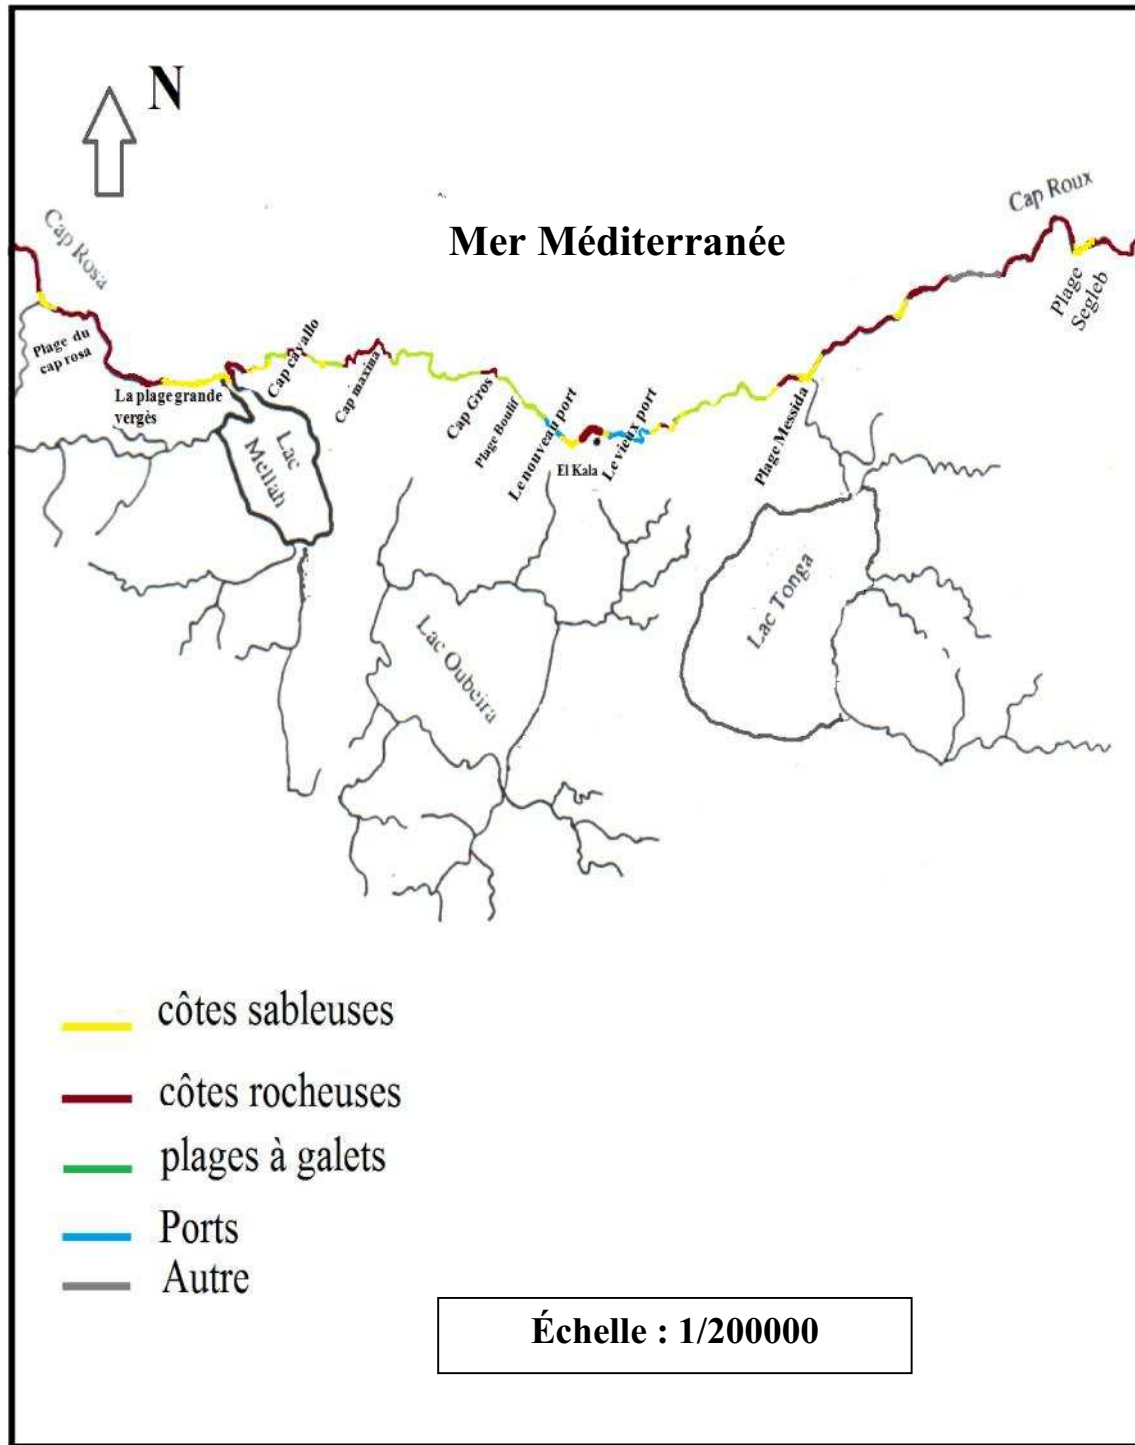 N
Cap Roux
Mer Méditerranée
Cap Rosa
Plage
Segleb
Plage du
cap rosa
Cap cavallo
Cap maxina
La plage grande
vergès
Cap Gros
Plage Boulif
Le nouveau port
El Kala
Le vieux port
Plage Messida
Lac
Mellah
Lac Oubeira
Lac Tonga
côtes sableuses
côtes rocheuses
plages à galets
Ports
Autre
Échelle : 1/200000